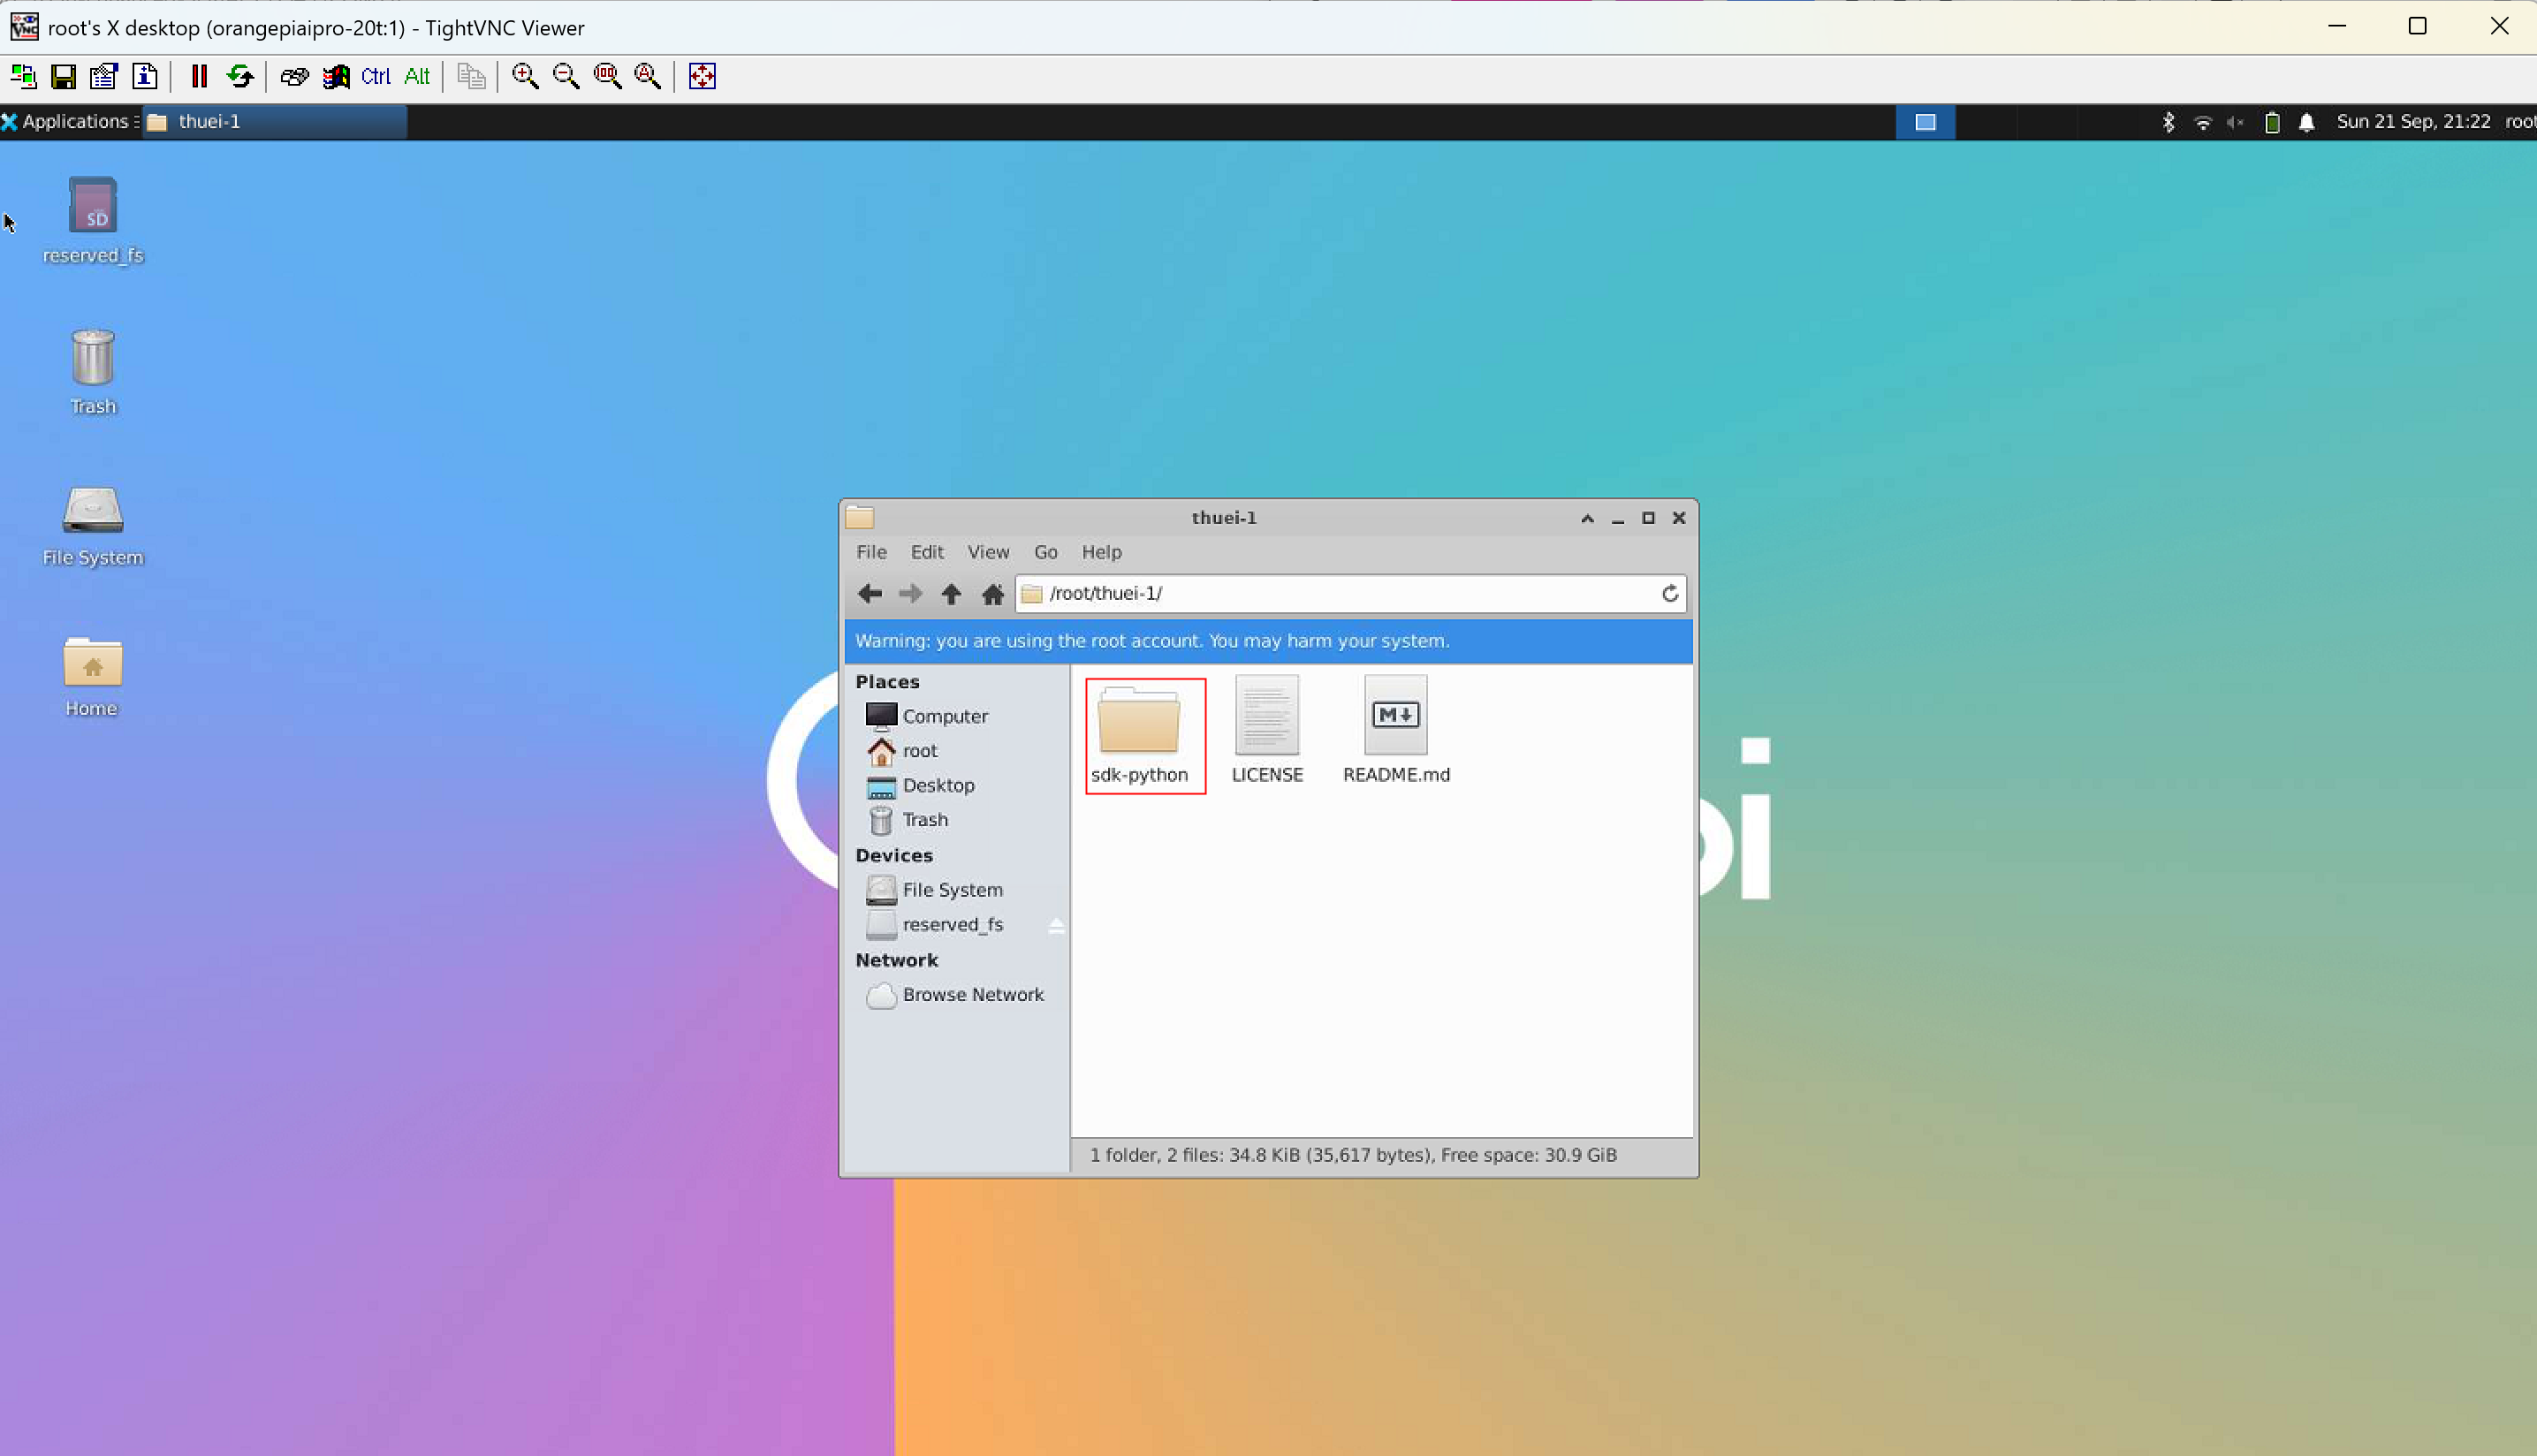 root's X desktop (orangepiaipro-20t:1) - TightVNC Viewer
Ctrl Alt
Applications thuei-1 Sun 21 Sep, 21:22 root
SD
reserved_fs
Trash
File System
Home
thuei-1
File Edit View Go Help
/root/thuei-1/
Warning: you are using the root account. You may harm your system.
Places
Computer
root
Desktop
Trash
Devices
File System
reserved_fs
Network
Browse Network
M
sdk-python LICENSE README.md
1 folder, 2 files: 34.8 KiB (35,617 bytes), Free space: 30.9 GiB